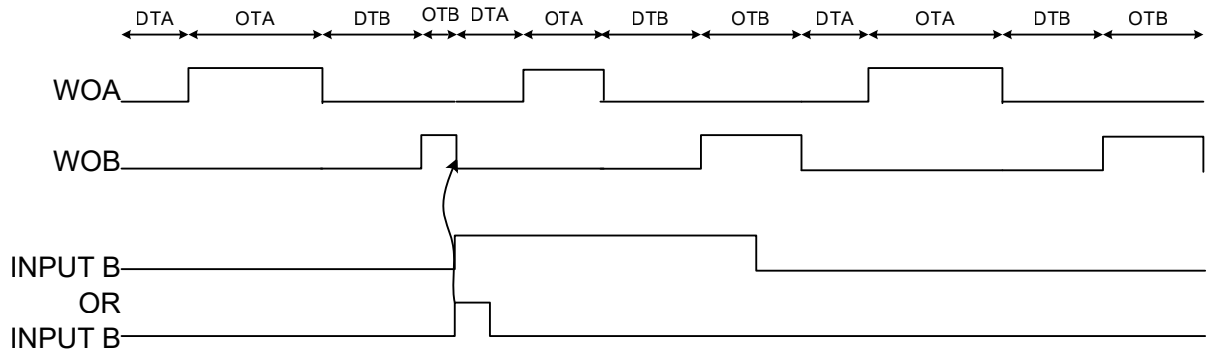 DTA OTA DTB OTB DTA OTA DTB OTB DTA OTA DTB OTB
WOA
WOB
INPUT B
OR
INPUT B